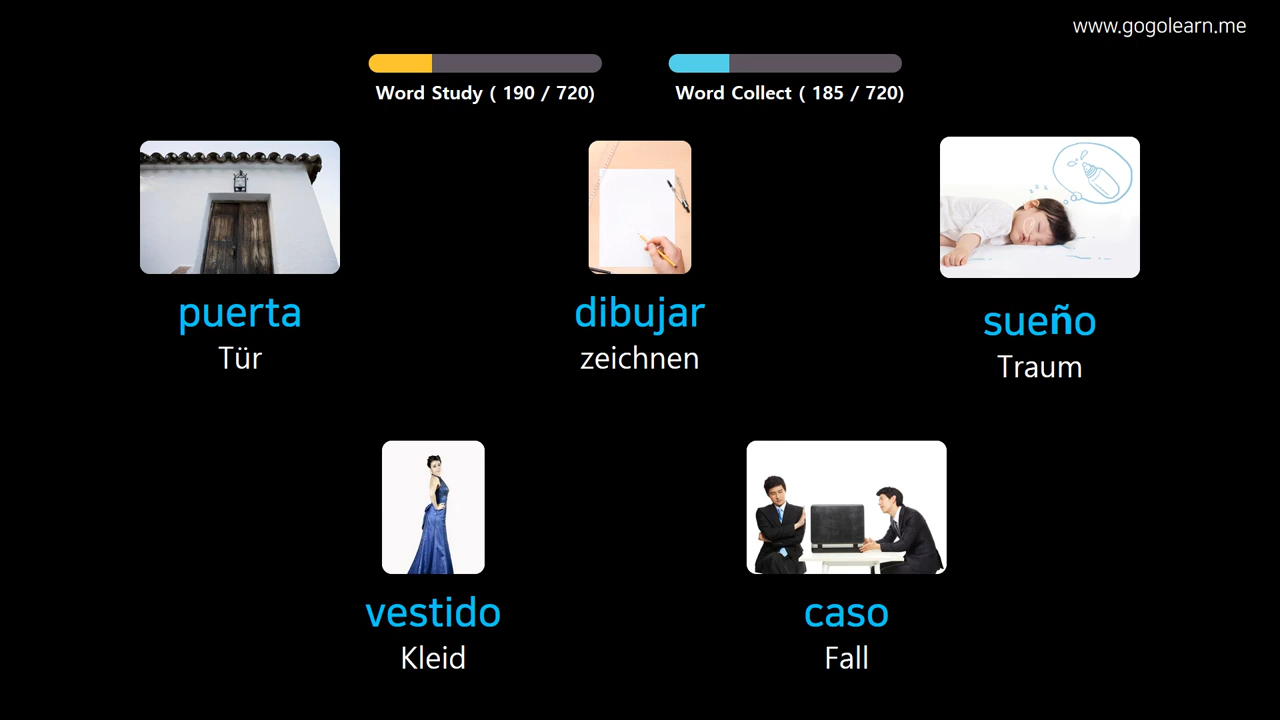 www.gogolearn.me
Word Study ( 190 / 720)
Word Collect ( 185 / 720)
puerta
Tür
dibujar
zeichnen
sueño
Traum
vestido
Kleid
caso
Fall